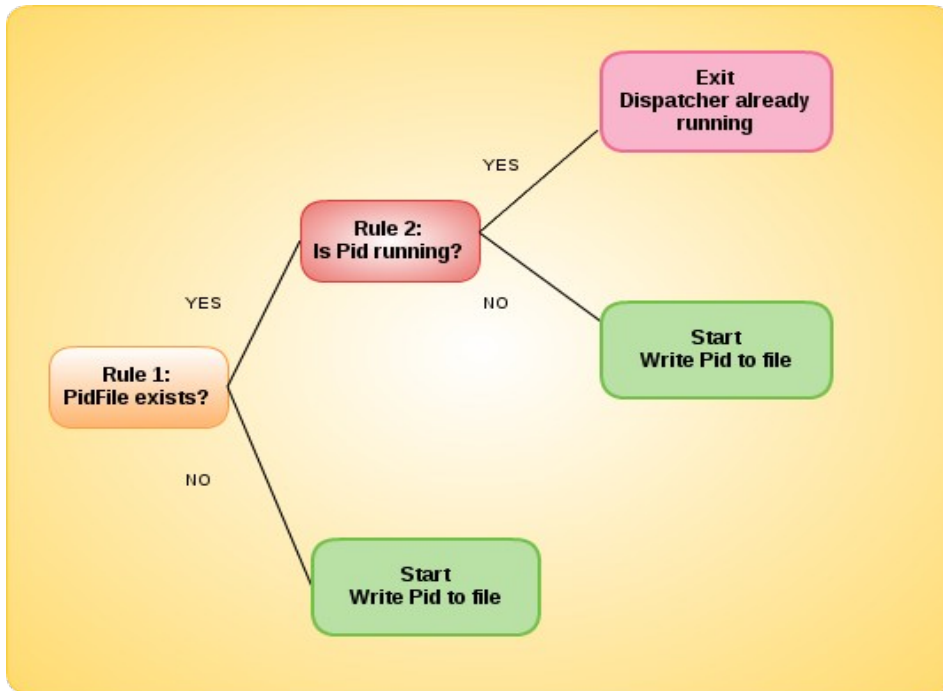 Exit
Dispatcher already
running
YES
Rule 2:
Is Pid running?
YES
NO
Start
Write Pid to file
Rule 1:
PidFile exists?
NO
Start
Write Pid to file